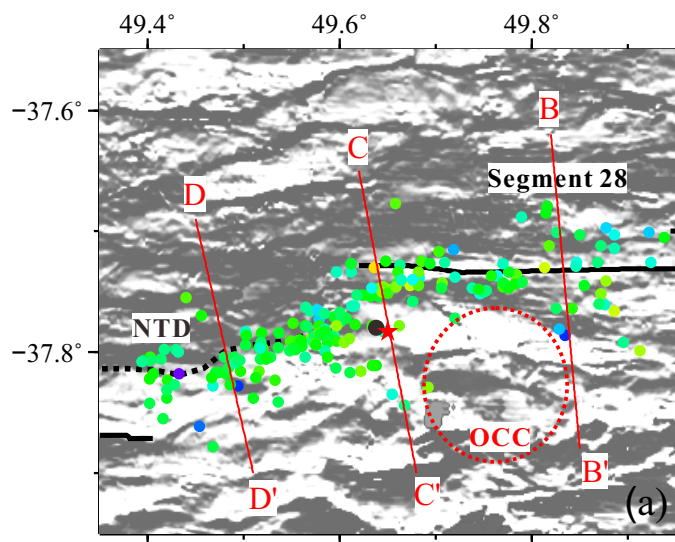 49.4° 49.6° 49.8°
−37.6°
B
C
Segment 28
D
NTD
−37.8°
OCC
B'
D' C' (a)